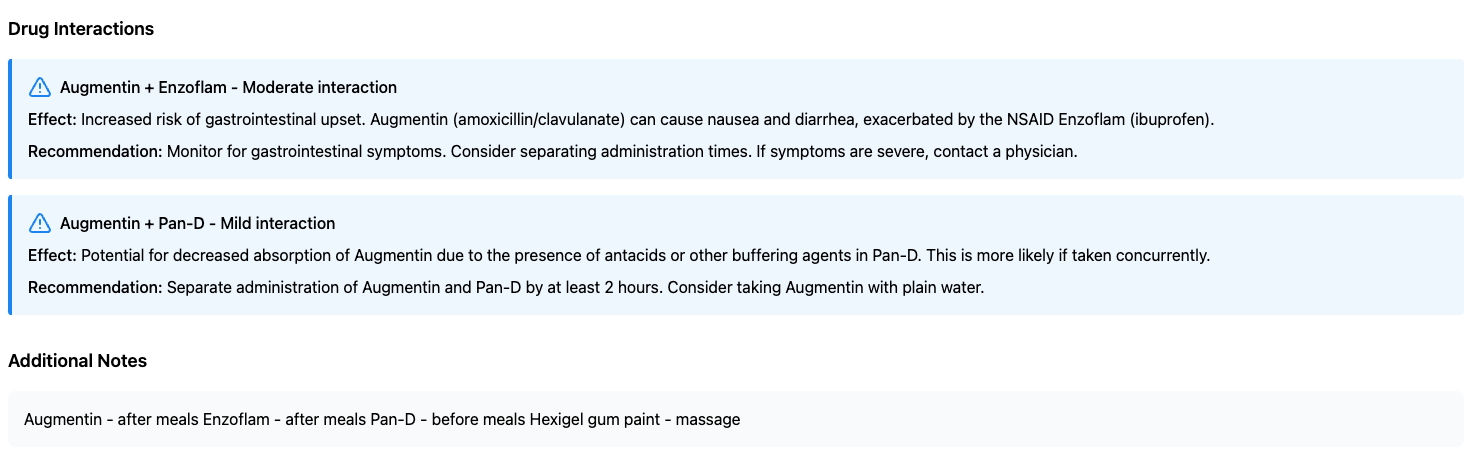 Drug Interactions
Augmentin + Enzoflam - Moderate interaction
Effect: Increased risk of gastrointestinal upset. Augmentin (amoxicillin/clavulanate) can cause nausea and diarrhea, exacerbated by the NSAID Enzoflam (ibuprofen).
Recommendation: Monitor for gastrointestinal symptoms. Consider separating administration times. If symptoms are severe, contact a physician.
Augmentin + Pan-D - Mild interaction
Effect: Potential for decreased absorption of Augmentin due to the presence of antacids or other buffering agents in Pan-D. This is more likely if taken concurrently.
Recommendation: Separate administration of Augmentin and Pan-D by at least 2 hours. Consider taking Augmentin with plain water.
Additional Notes
Augmentin - after meals Enzoflam - after meals Pan-D - before meals Hexigel gum paint - massage